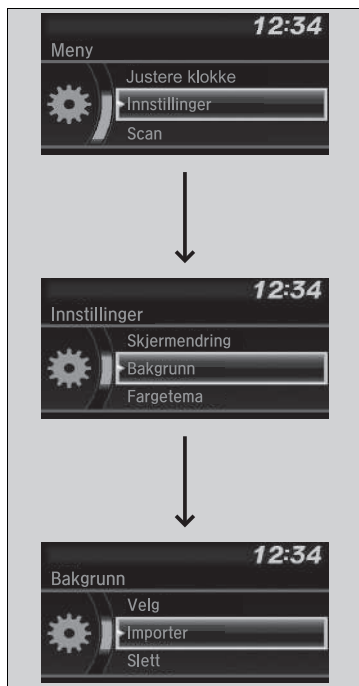 12:34
Meny
Justere klokke
Innstillinger
Scan
12:34
Innstillinger
Skjermendring
Bakgrunn
Fargetema
12:34
Bakgrunn
Velg
Importer
Slett